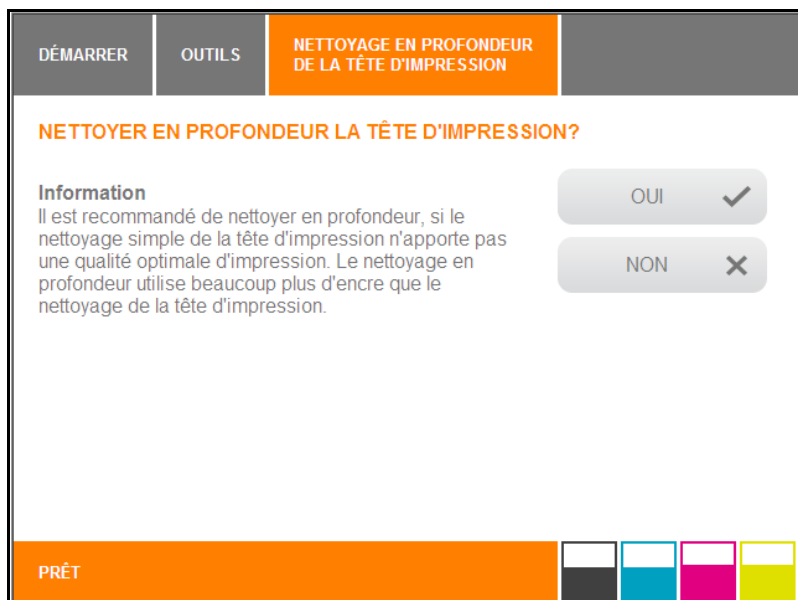 DÉMARRER
OUTILS
NETTOYAGE EN PROFONDEUR
DE LA TÊTE D'IMPRESSION
NETTOYER EN PROFONDEUR LA TÊTE D'IMPRESSION?
Information
Il est recommandé de nettoyer en profondeur, si le
nettoyage simple de la tête d'impression n'apporte pas
une qualité optimale d'impression. Le nettoyage en
profondeur utilise beaucoup plus d'encre que le
nettoyage de la tête d'impression.
OUI
NON
PRÊT